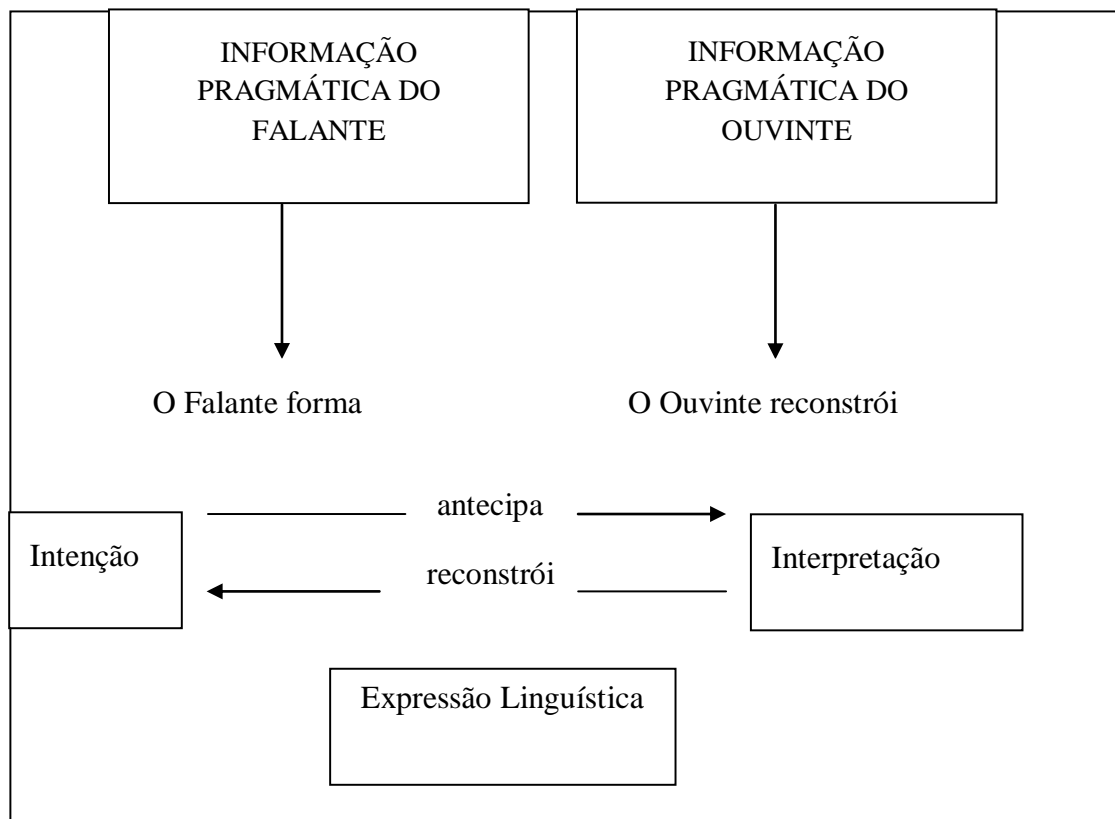 INFORMAÇÃO
PRAGMÁTICA DO
FALANTE
INFORMAÇÃO
PRAGMÁTICA DO
OUVINTE
O Falante forma
O Ouvinte reconstrói
antecipa
Intenção
Interpretação
reconstrói
Expressão Linguística